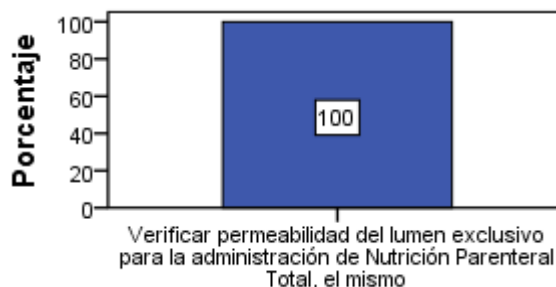 Porcentaje
100
80
60
40
20
0
100
Verificar permeabilidad del lumen exclusivo
para la administración de Nutrición Parenteral
Total, el mismo